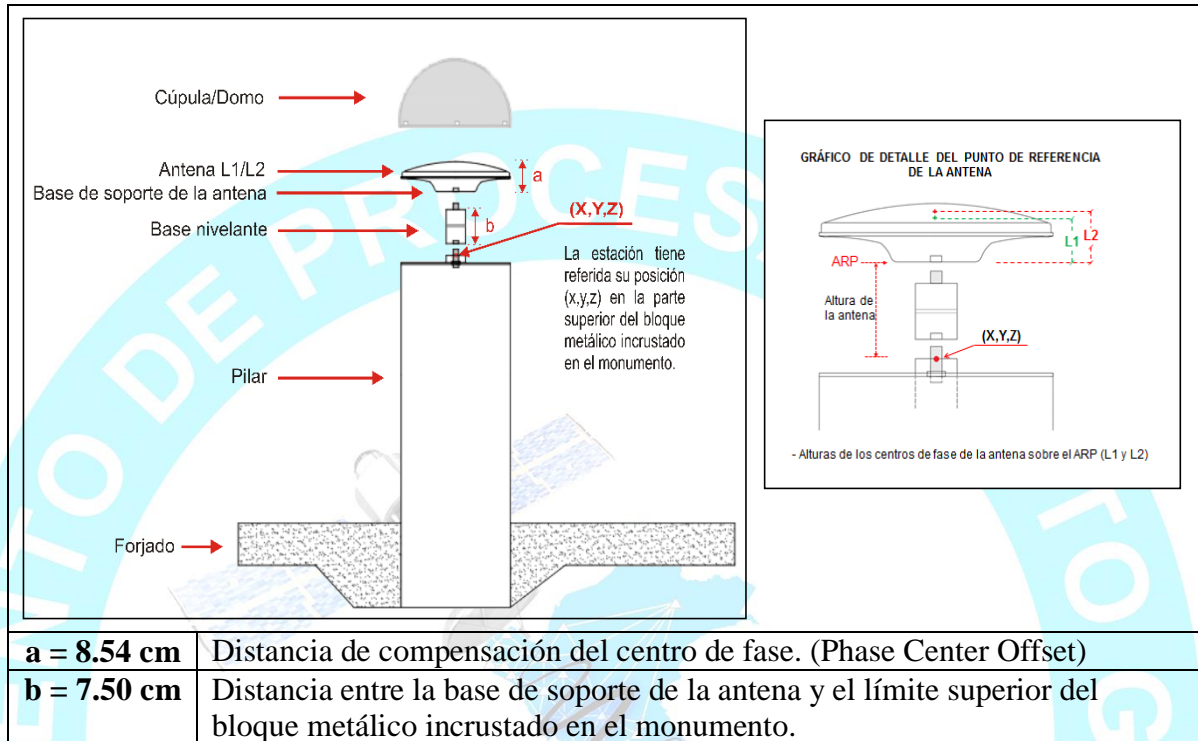 Cúpula/Domo
Antena L1/L2
Base de soporte de la antena
Base nivelante
a
b
(X,Y,Z)
La estación tiene
referida su posición
(x,y,z) en la parte
superior del bloque
metálico incrustado
en el monumento.
Pilar
Forjado
GRÁFICO DE DETALLE DEL PUNTO DE REFERENCIA
DE LA ANTENA
L1
L2
ARP
Altura de
la antena
(X,Y,Z)
- Alturas de los centros de fase de la antena sobre el ARP (L1 y L2)
a = 8.54 cm Distancia de compensación del centro de fase. (Phase Center Offset)
b = 7.50 cm Distancia entre la base de soporte de la antena y el límite superior del
bloque metálico incrustado en el monumento.